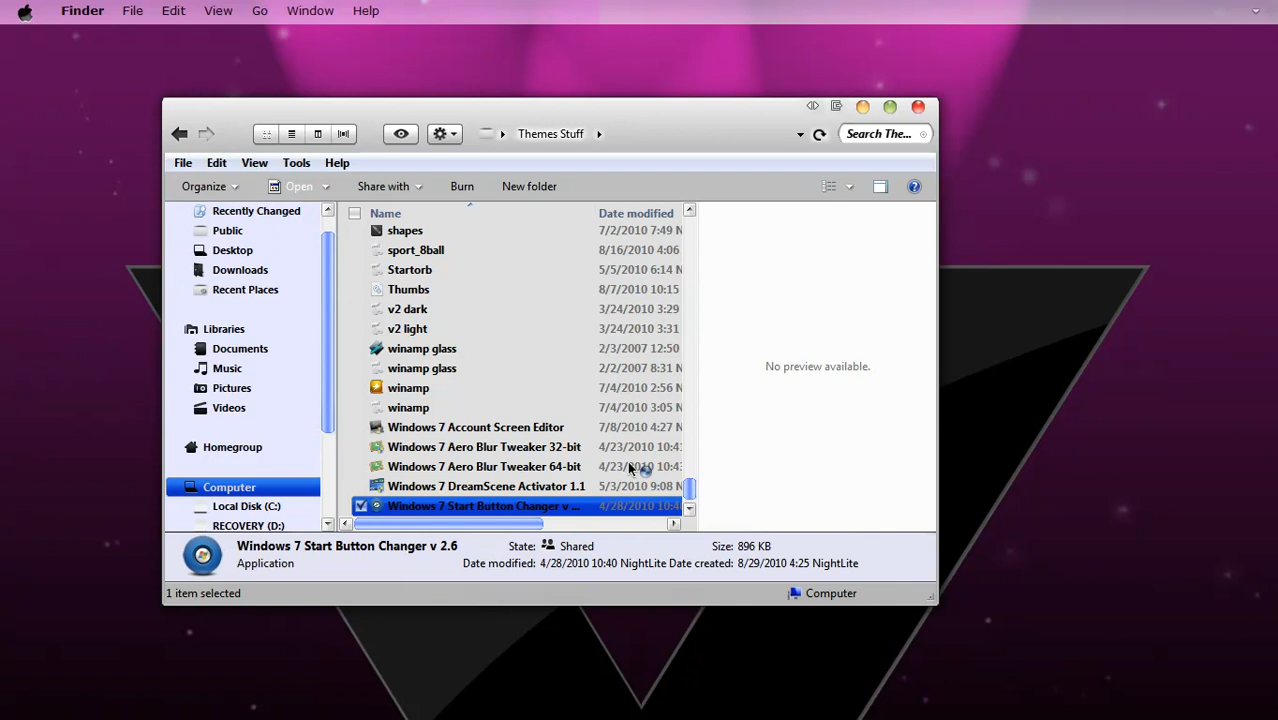 Finder File Edit View Go Window Help
Themes Stuff
Search The...
File Edit View Tools Help
Organize Open Share with Burn New folder
Name Date modified
Recently Changed
Public
Desktop
Downloads
Recent Places
Libraries
Documents
Music
Pictures
Videos
Homegroup
Computer
Local Disk (C:)
RECOVERY (D:)
shapes 7/2/2010 7:49
sport_8ball 8/16/2010 4:06
Startorb 5/5/2010 6:14
Thumbs 8/7/2010 10:15
v2 dark 3/24/2010 3:29
v2 light 3/24/2010 3:31
winamp glass 2/3/2007 12:50
winamp glass 2/2/2007 8:31
winamp 7/4/2010 2:56
winamp 7/4/2010 3:05
Windows 7 Account Screen Editor 7/8/2010 4:27
Windows 7 Aero Blur Tweaker 32-bit 4/23/2010 10:41
Windows 7 Aero Blur Tweaker 64-bit 4/23/2010
Windows 7 DreamScene Activator 1.1 5/3/2010 9:08
Windows 7 Start Button Changer v ... 4/28/2010
No preview available.
Windows 7 Start Button Changer v 2.6 State: Shared Size: 896 KB
Application Date modified: 4/28/2010 10:40 NightLite Date created: 8/29/2010 4:25 NightLite
1 item selected Computer